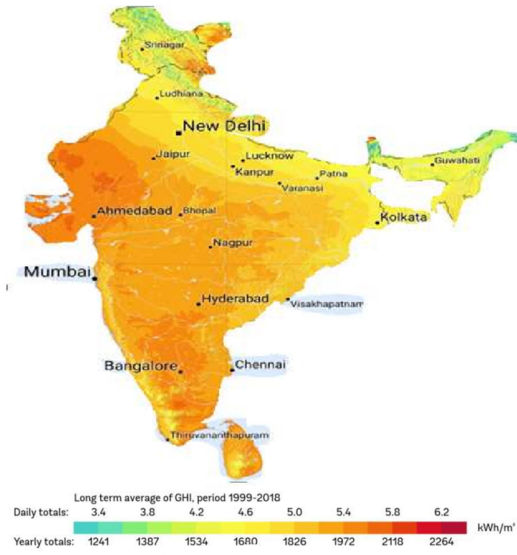 Srinagar
Ludhiana
New Delhi
Jaipur
Lucknow
Kanpur
Patna
Guwahati
Varanasi
Ahmedabad
Bhopal
Kolkata
Nagpur
Mumbai
Hyderabad
Visakhapatnam
Bangalore
Chennai
Thiruvananthapuram
Long term average of GHI, period 1999-2018
Daily totals: 3.4 3.8 4.2 4.6 5.0 5.4 5.8 6.2
kWh/m²
Yearly totals: 1241 1387 1534 1680 1826 1972 2118 2264